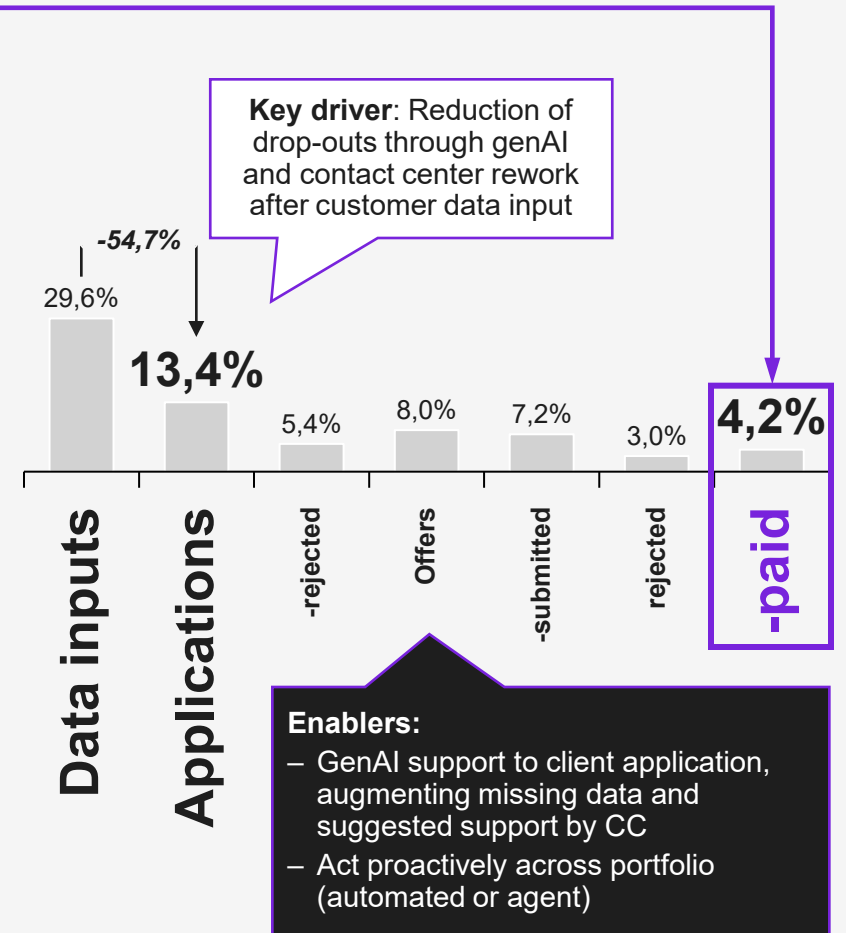 Key driver: Reduction of
drop-outs through genAI
and contact center rework
after customer data input
-54,7%
29,6%
13,4%
5,4%
8,0%
7,2%
3,0%
4,2%
Data inputs
Applications
-rejected
Offers
-submitted
rejected
-paid
Enablers:
– GenAI support to client application,
augmenting missing data and
suggested support by CC
– Act proactively across portfolio
(automated or agent)